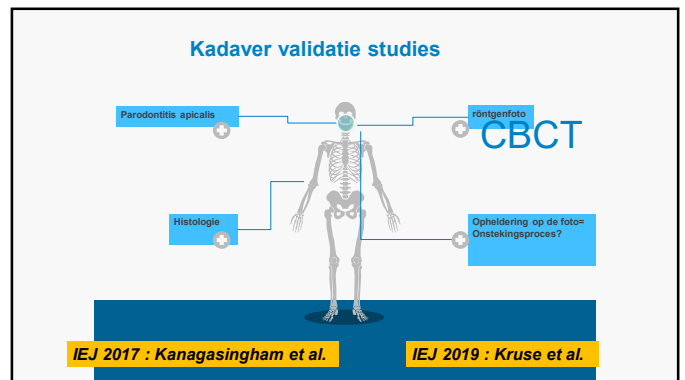 Kadaver validatie studies
Parodontitis apicalis
röntgenfoto
CBCT
Histologie
Opheldering op de foto=
Onstekingsproces?
IEJ 2017 : Kanagasingham et al.
IEJ 2019 : Kruse et al.